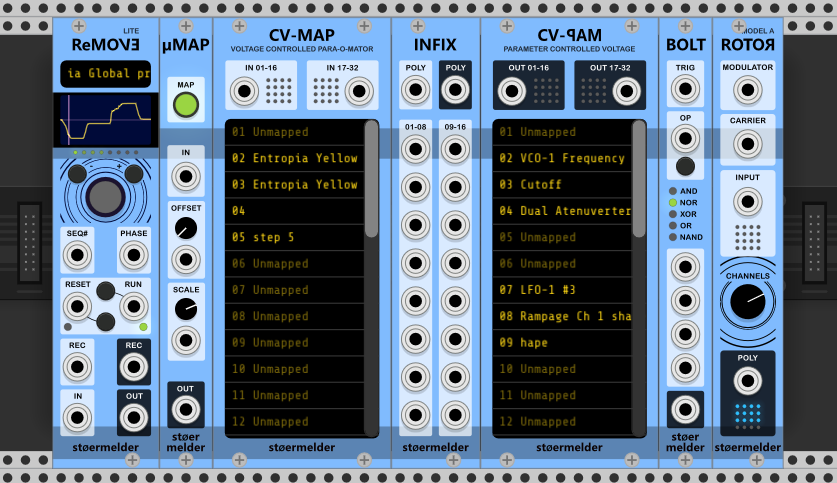 LITE
ReMOVE
ia Global pr
- +
SEQ# PHASE
RESET RUN
REC REC
IN OUT
støermelder
µMAP
MAP
IN
OFFSET
SCALE
OUT
støer
melder
CV-MAP
VOLTAGE CONTROLLED PARA-O-MATOR
IN 01-16 IN 17-32
01 Unmapped
02 Entropia Yellow
03 Entropia Yellow
04
05 step 5
06 Unmapped
07 Unmapped
08 Unmapped
09 Unmapped
10 Unmapped
11 Unmapped
12 Unmapped
støermelder
INFIX
POLY POLY
01-08 09-16
støermelder
CV-PAM
PARAMETER CONTROLLED VOLTAGE
OUT 01-16 OUT 17-32
01 Unmapped
02 VCO-1 Frequency
03 Cutoff
04 Dual Atenuverter
05 Unmapped
06 Unmapped
07 LFO-1 #3
08 Rampage Ch 1 sha
09 hape
10 Unmapped
11 Unmapped
12 Unmapped
støermelder
BOLT
TRIG
OP
AND
NOR
XOR
OR
NAND
støer
melder
MODEL A
ROTOR
MODULATOR
CARRIER
INPUT
CHANNELS
POLY
støermelder